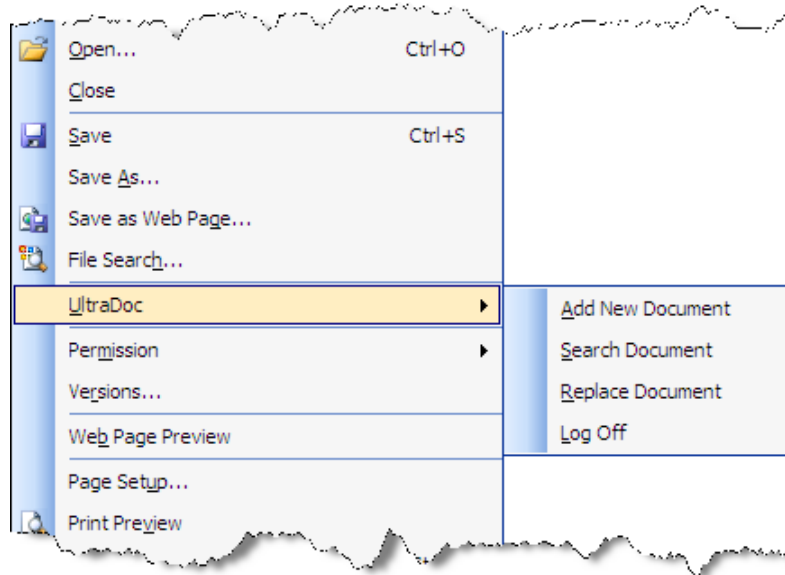 Open... Ctrl+O
Close
Save Ctrl+S
Save As...
Save as Web Page...
File Search...
UltraDoc
Add New Document
Permission
Search Document
Versions...
Replace Document
Web Page Preview
Log Off
Page Setup...
Print Preview